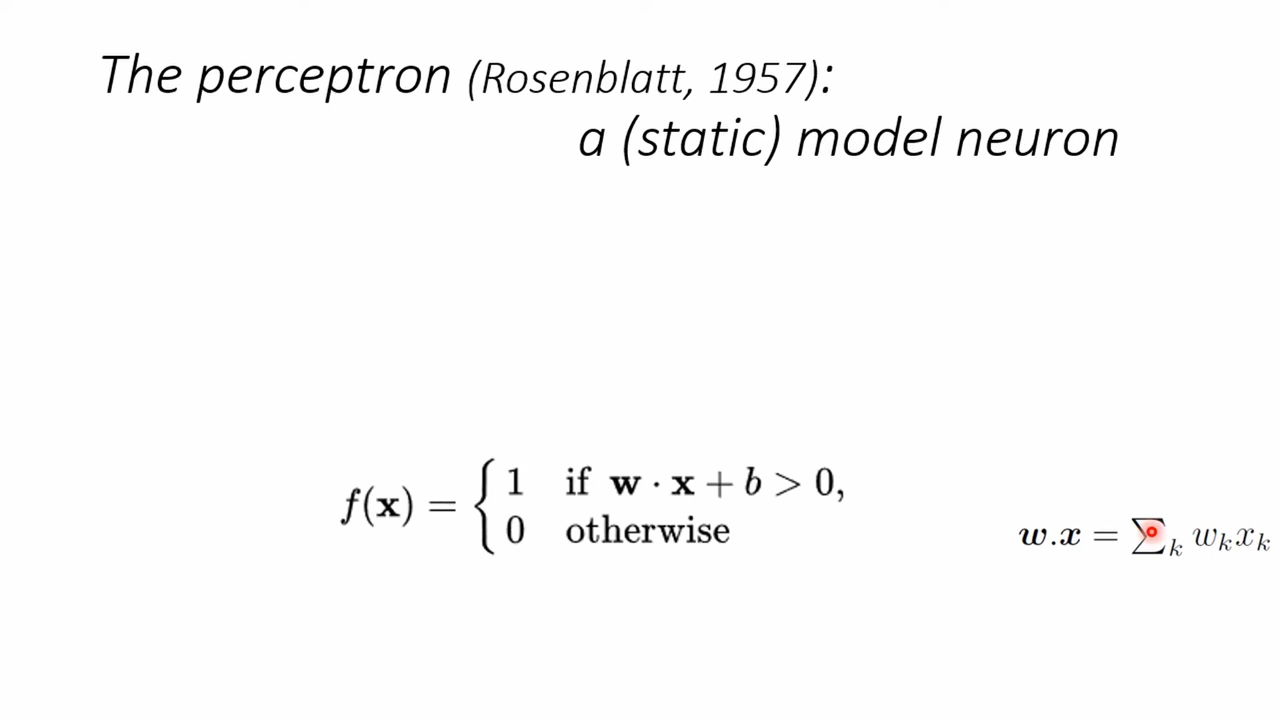 The perceptron (Rosenblatt, 1957):
a (static) model neuron
f(x) = { 1 if w · x + b > 0,
0 otherwise
w.x = ∑ₖ wₖxₖ